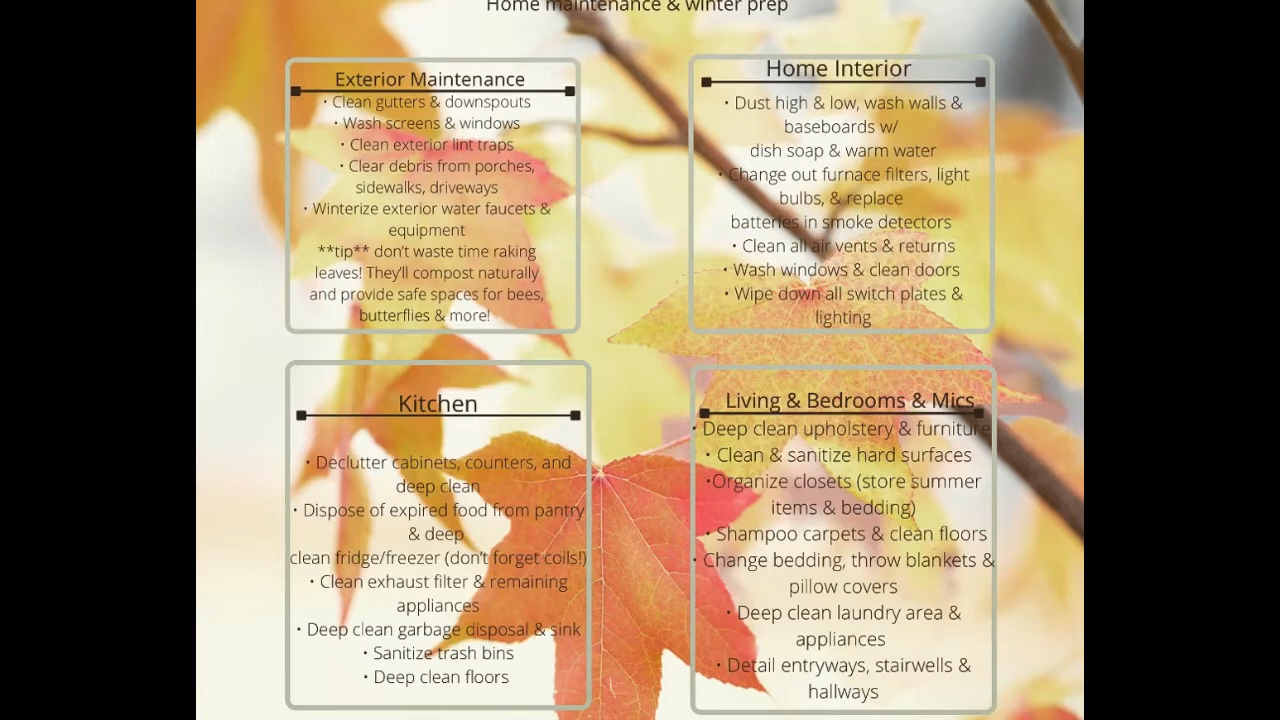 Home maintenance & winter prep
Exterior Maintenance
• Clean gutters & downspouts
• Wash screens & windows
• Clean exterior lint traps
• Clear debris from porches,
sidewalks, driveways
• Winterize exterior water faucets &
equipment
**tip** don't waste time raking
leaves! They'll compost naturally
and provide safe spaces for bees,
butterflies & more!
Home Interior
• Dust high & low, wash walls &
baseboards w/
dish soap & warm water
• Change out furnace filters, light
bulbs, & replace
batteries in smoke detectors
• Clean all air vents & returns
• Wash windows & clean doors
• Wipe down all switch plates &
lighting
Kitchen
• Declutter cabinets, counters, and
deep clean
• Dispose of expired food from pantry
& deep
clean fridge/freezer (don't forget coils!)
• Clean exhaust filter & remaining
appliances
• Deep clean garbage disposal & sink
• Sanitize trash bins
• Deep clean floors
Living & Bedrooms & Mics
• Deep clean upholstery & furniture
• Clean & sanitize hard surfaces
•Organize closets (store summer
items & bedding)
• Shampoo carpets & clean floors
• Change bedding, throw blankets &
pillow covers
• Deep clean laundry area &
appliances
• Detail entryways, stairwells &
hallways